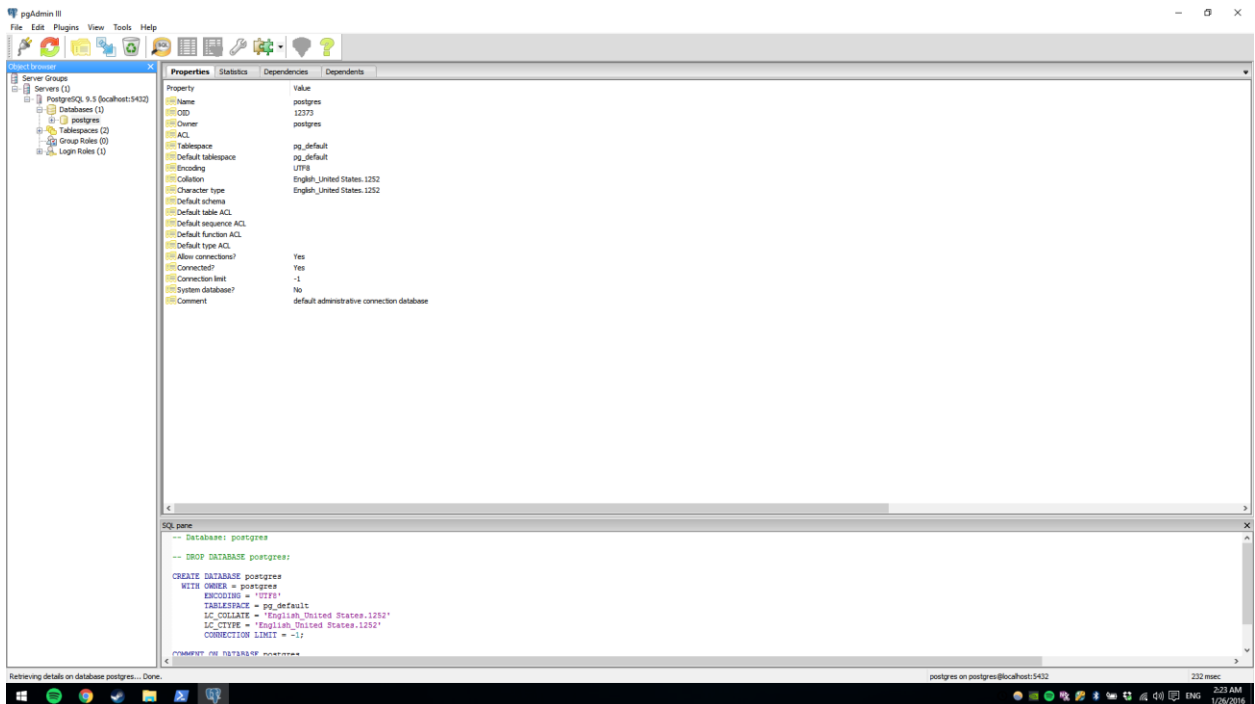 pgAdmin III
File Edit Plugins View Tools Help
Object browser
Server Groups
Servers (1)
PostgreSQL 9.5 (localhost:5432)
Databases (1)
postgres
Tablespaces (2)
Group Roles (0)
Login Roles (1)
Properties Statistics Dependencies Dependents
Property Value
Name postgres
OID 12373
Owner postgres
ACL
Tablespace pg_default
Default tablespace pg_default
Encoding UTF8
Collation English_United States.1252
Character type English_United States.1252
Default schema
Default table ACL
Default sequence ACL
Default function ACL
Default type ACL
Allow connections? Yes
Connected? Yes
Connection limit -1
System database? No
Comment default administrative connection database
SQL pane
-- Database: postgres
-- DROP DATABASE postgres;
CREATE DATABASE postgres
WITH OWNER = postgres
ENCODING = 'UTF8'
TABLESPACE = pg_default
LC_COLLATE = 'English_United States.1252'
LC_CTYPE = 'English_United States.1252'
CONNECTION LIMIT = -1;
COMMENT ON DATABASE postgres
Retrieving details on database postgres... Done. postgres on postgres@localhost:5432 232 msec
ENG 2:23 AM
1/26/2016